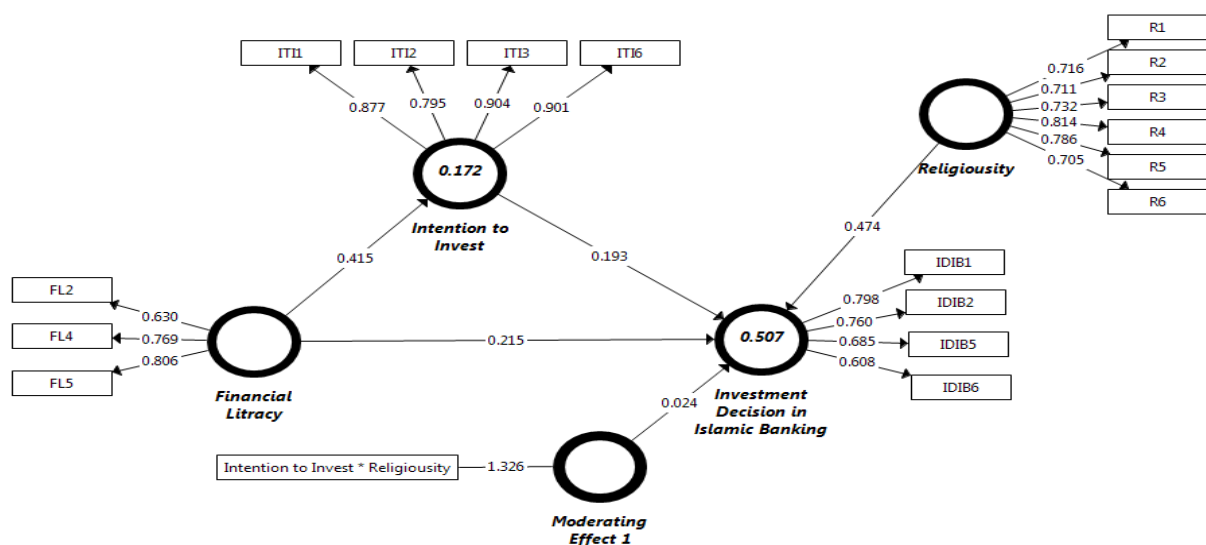 ITI1
ITI2
ITI3
ITI6
0.877
0.795
0.904
0.901
0.172
Intention to
Invest
R1
R2
R3
R4
R5
R6
0.716
0.711
0.732
0.814
0.786
0.705
Religiousity
0.474
0.415
0.193
FL2
FL4
FL5
0.630
0.769
0.806
Financial
Litracy
0.215
0.507
Investment
Decision in
Islamic Banking
0.798
0.760
0.685
0.608
IDIB1
IDIB2
IDIB5
IDIB6
0.024
Intention to Invest * Religiousity
1.326
Moderating
Effect 1